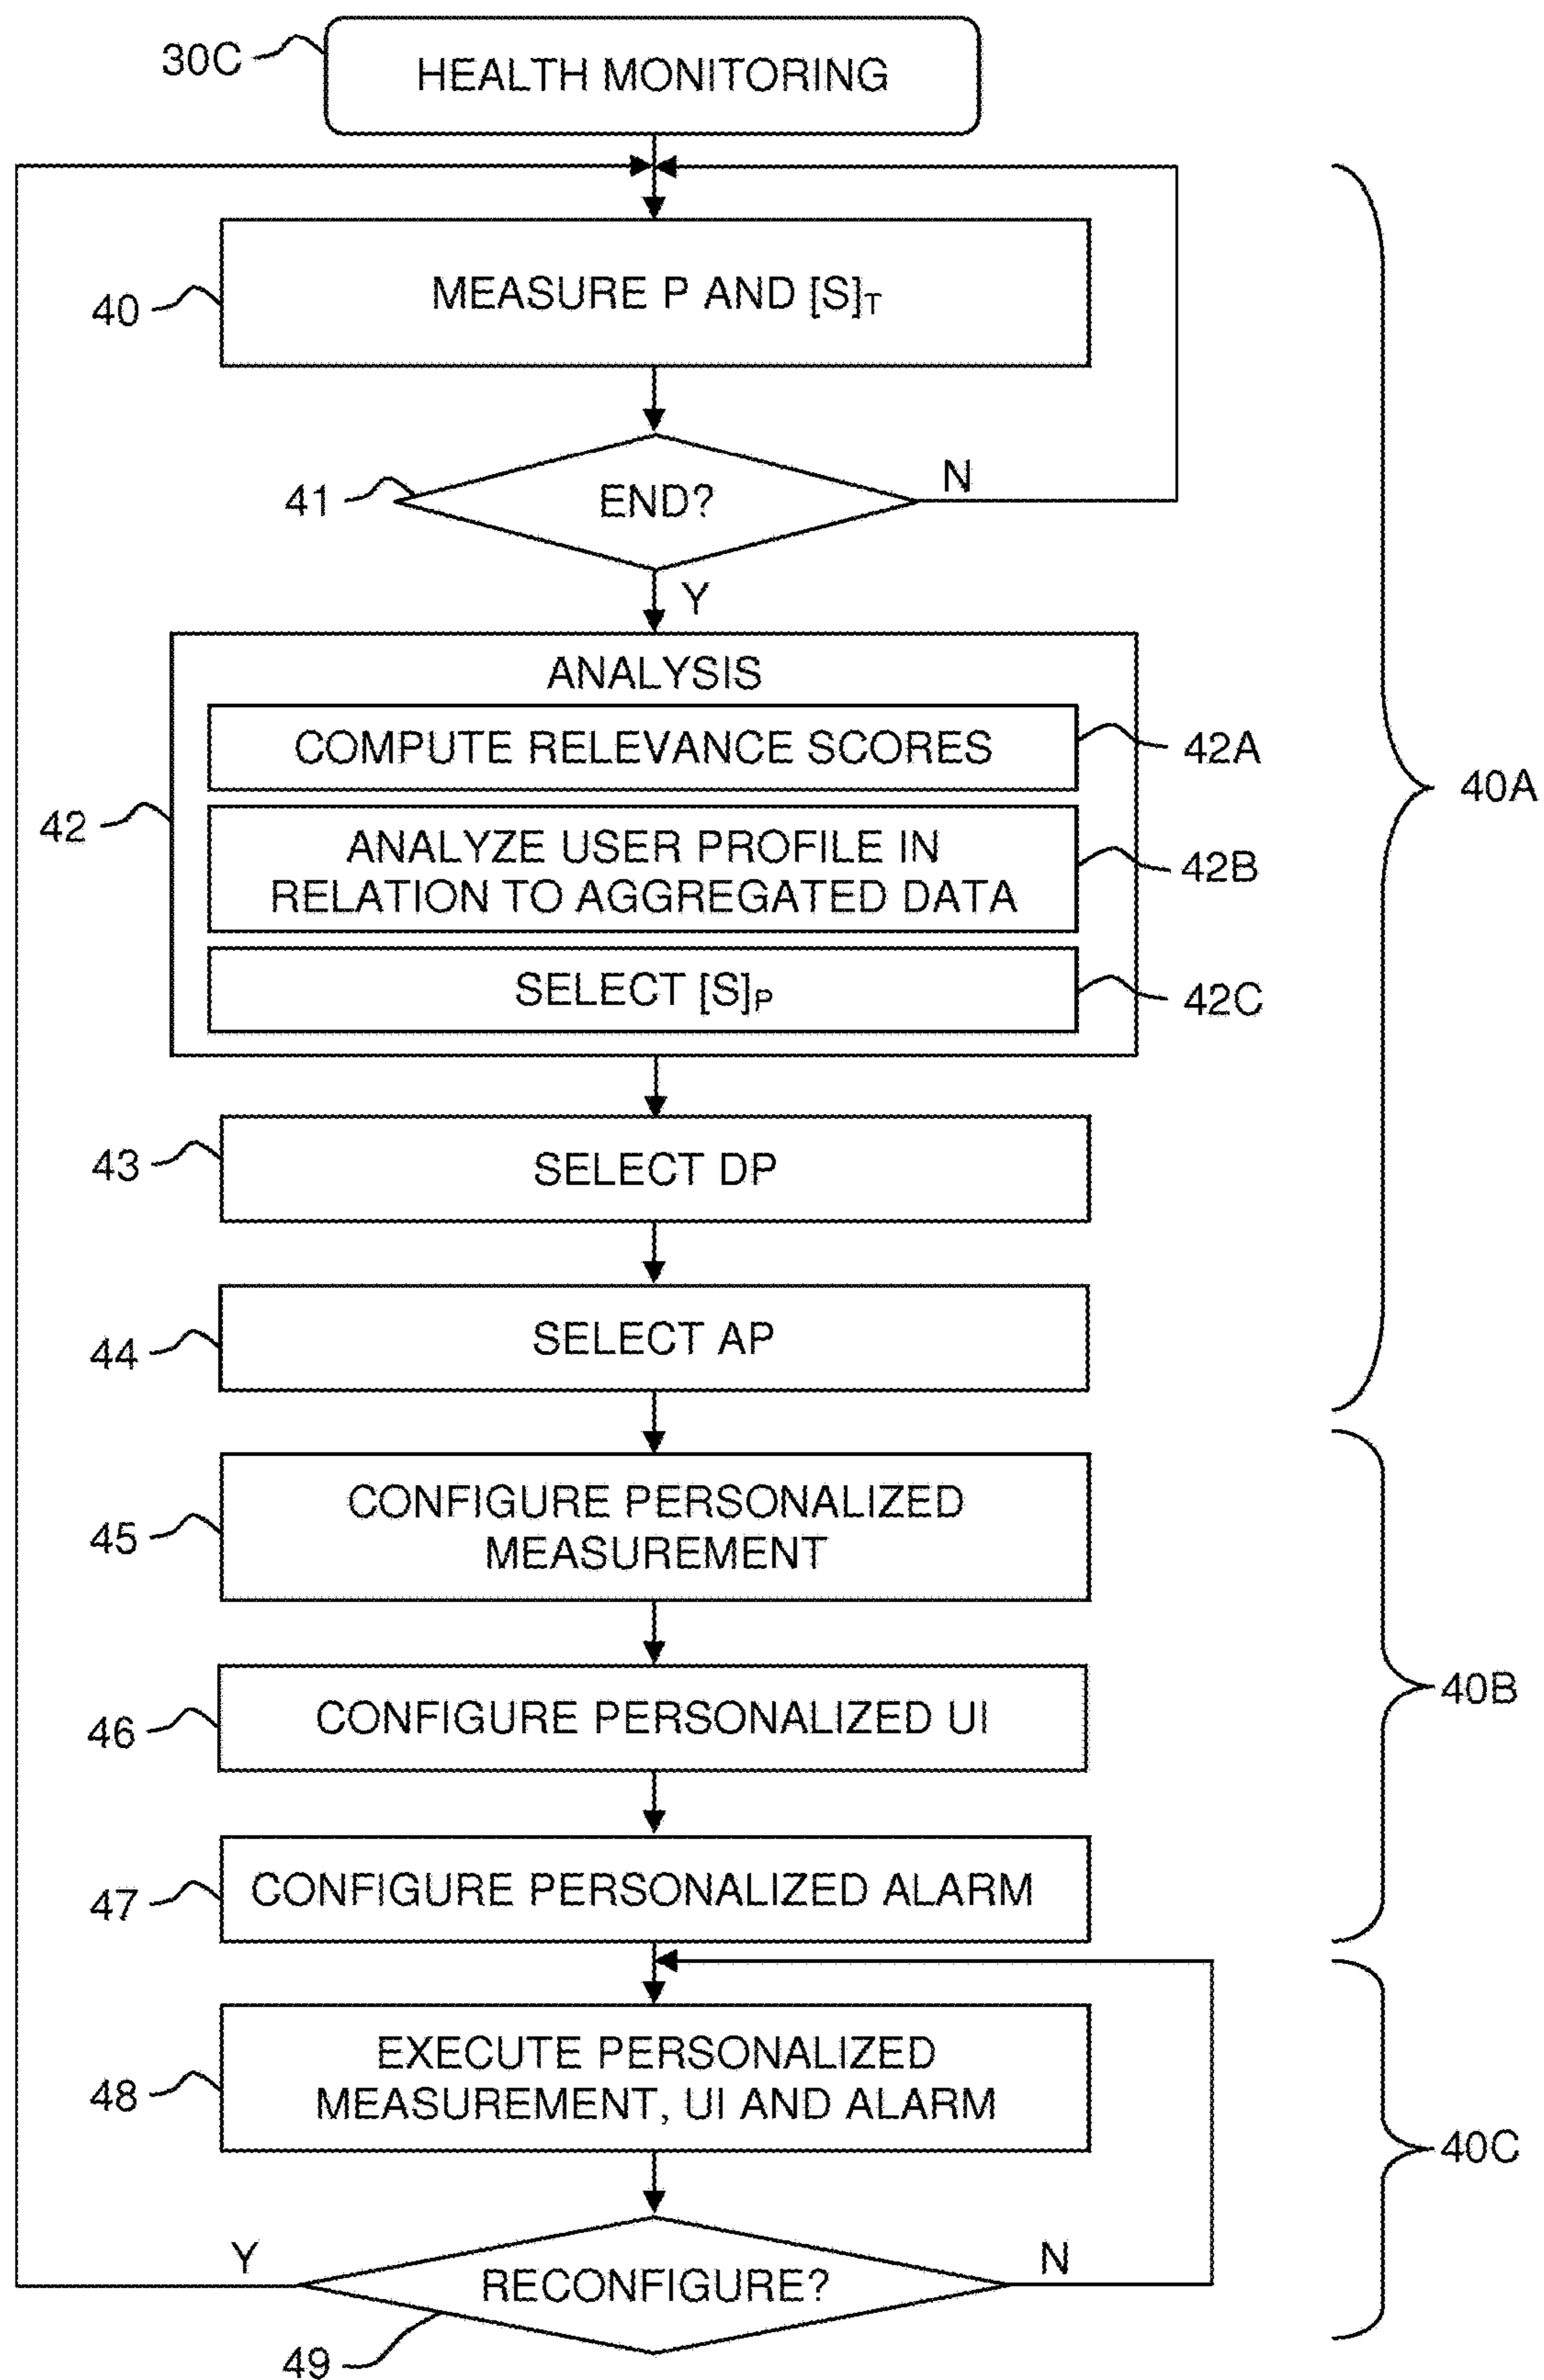 30C
HEALTH MONITORING
40
MEASURE P AND [S]T
41
END?
N
Y
ANALYSIS
COMPUTE RELEVANCE SCORES
42A
42
ANALYZE USER PROFILE IN
RELATION TO AGGREGATED DATA
42B
SELECT [S]P
42C
40A
43
SELECT DP
44
SELECT AP
45
CONFIGURE PERSONALIZED
MEASUREMENT
46
CONFIGURE PERSONALIZED UI
40B
47
CONFIGURE PERSONALIZED ALARM
48
EXECUTE PERSONALIZED
MEASUREMENT, UI AND ALARM
40C
Y
RECONFIGURE?
N
49